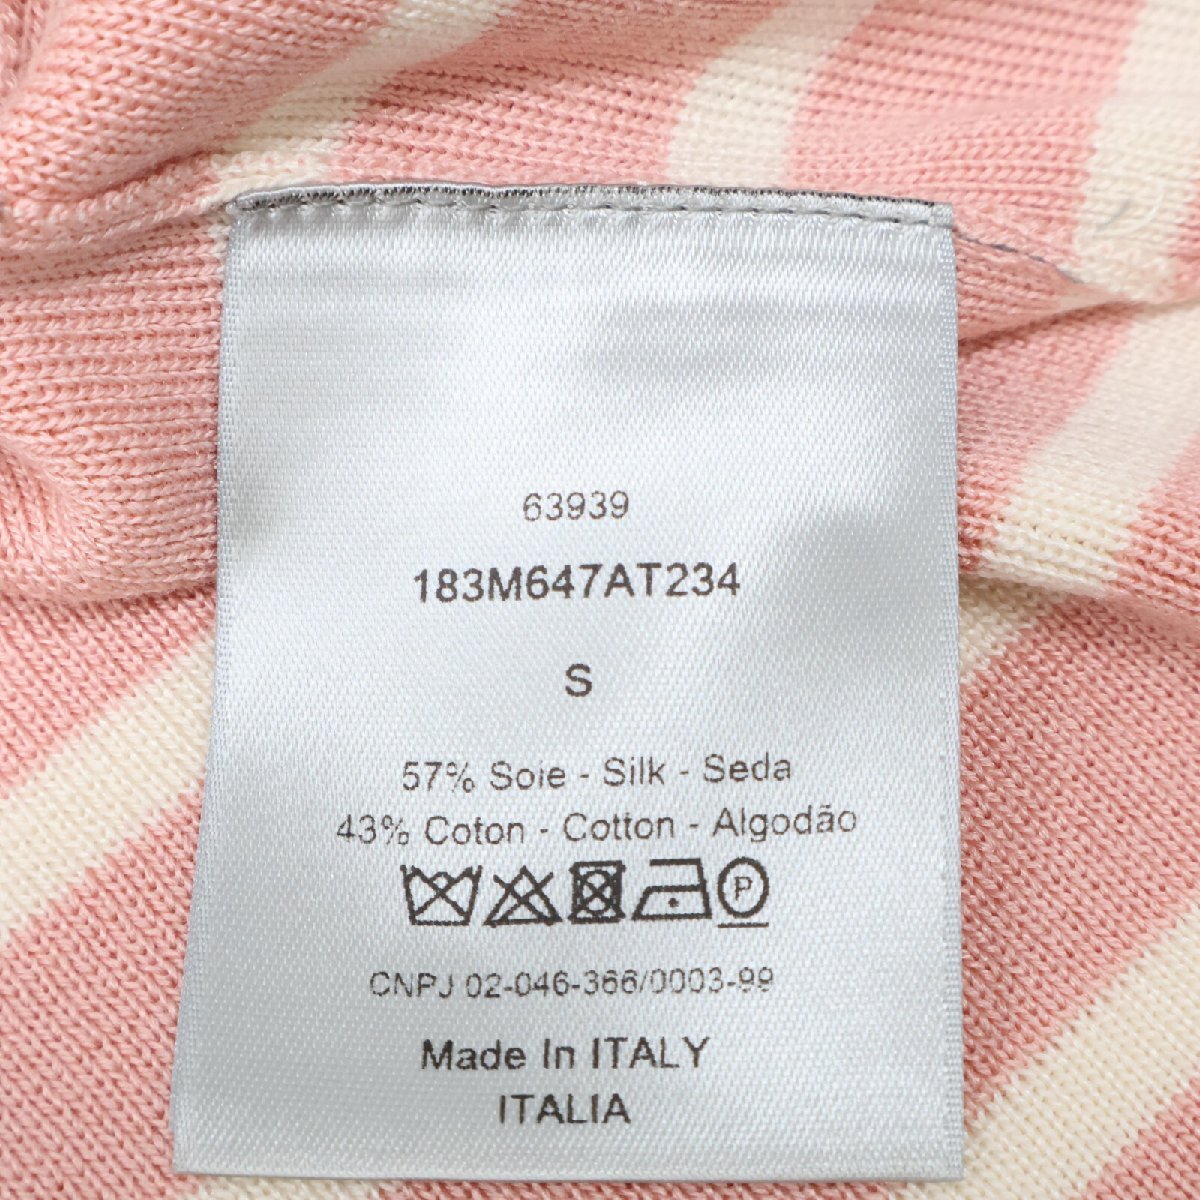 63939
183M647AT234
S
57% Soie - Silk - Seda
43% Coton - Cotton - Algodão
P
CNPJ 02-046-366/0003-99
Made In ITALY
ITALIA